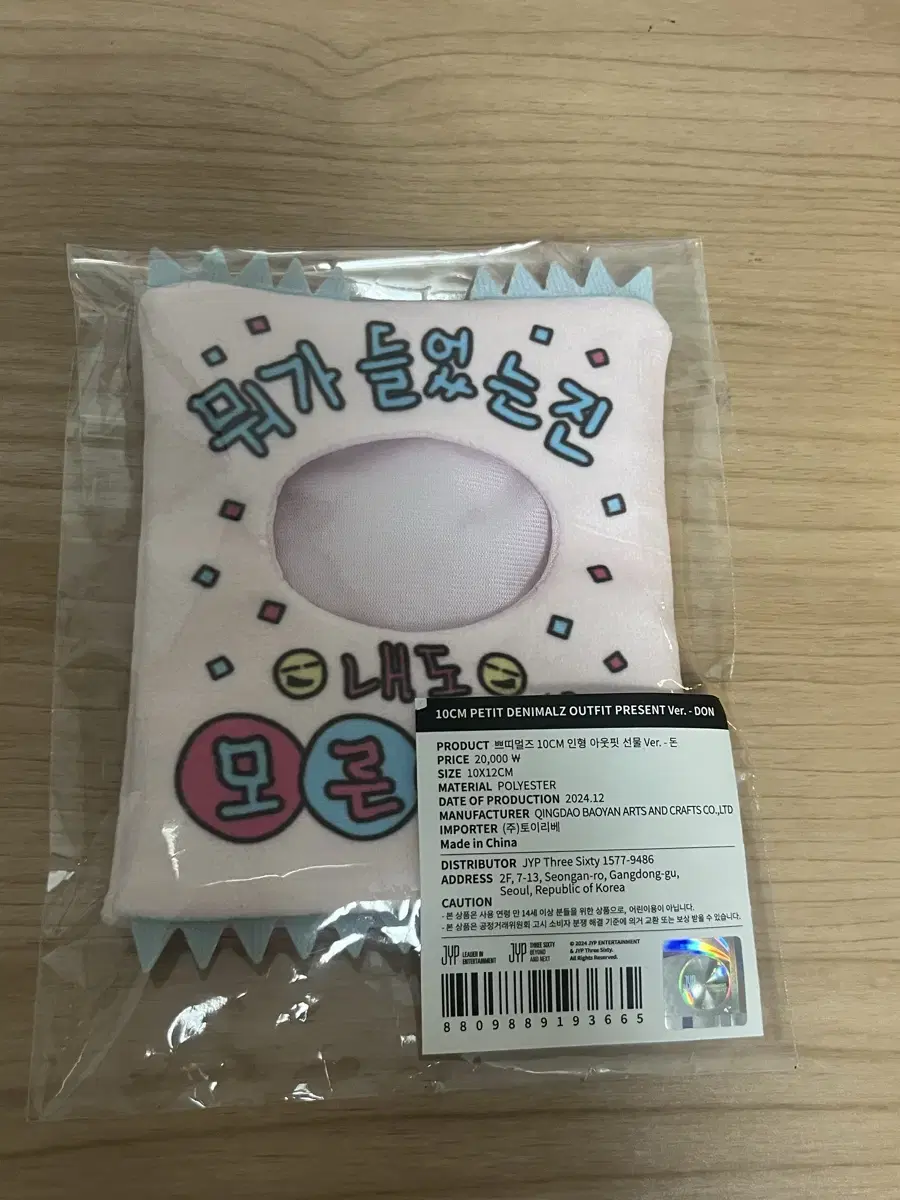 뭐가 들었는진
내도
모른
10CM PETIT DENIMALZ OUTFIT PRESENT Ver. - DON
PRODUCT 쁘띠멀즈 10CM 인형 아웃핏 선물 Ver. - 돈
PRICE 20,000 ₩
SIZE 10X12CM
MATERIAL POLYESTER
DATE OF PRODUCTION 2024.12
MANUFACTURER QINGDAO BAOYAN ARTS AND CRAFTS CO.,LTD
IMPORTER (주)토이리베
Made in China
DISTRIBUTOR JYP Three Sixty 1577-9486
ADDRESS 2F, 7-13, Seongan-ro, Gangdong-gu,
Seoul, Republic of Korea
CAUTION
- 본 상품은 사용 연령 만 14세 이상 분들을 위한 상품으로, 어린이용이 아닙니다.
- 본 상품은 공정거래위원회 고시 소비자 분쟁 해결 기준에 의거 교환 또는 보상 받을 수 있습니다.
JYP LEADER IN ENTERTAINMENT
JYP THREE SIXTY BEYOND AND NEXT
© 2024 JYP ENTERTAINMENT
& JYP Three Sixty.
All Rights Reserved.
8809889193665